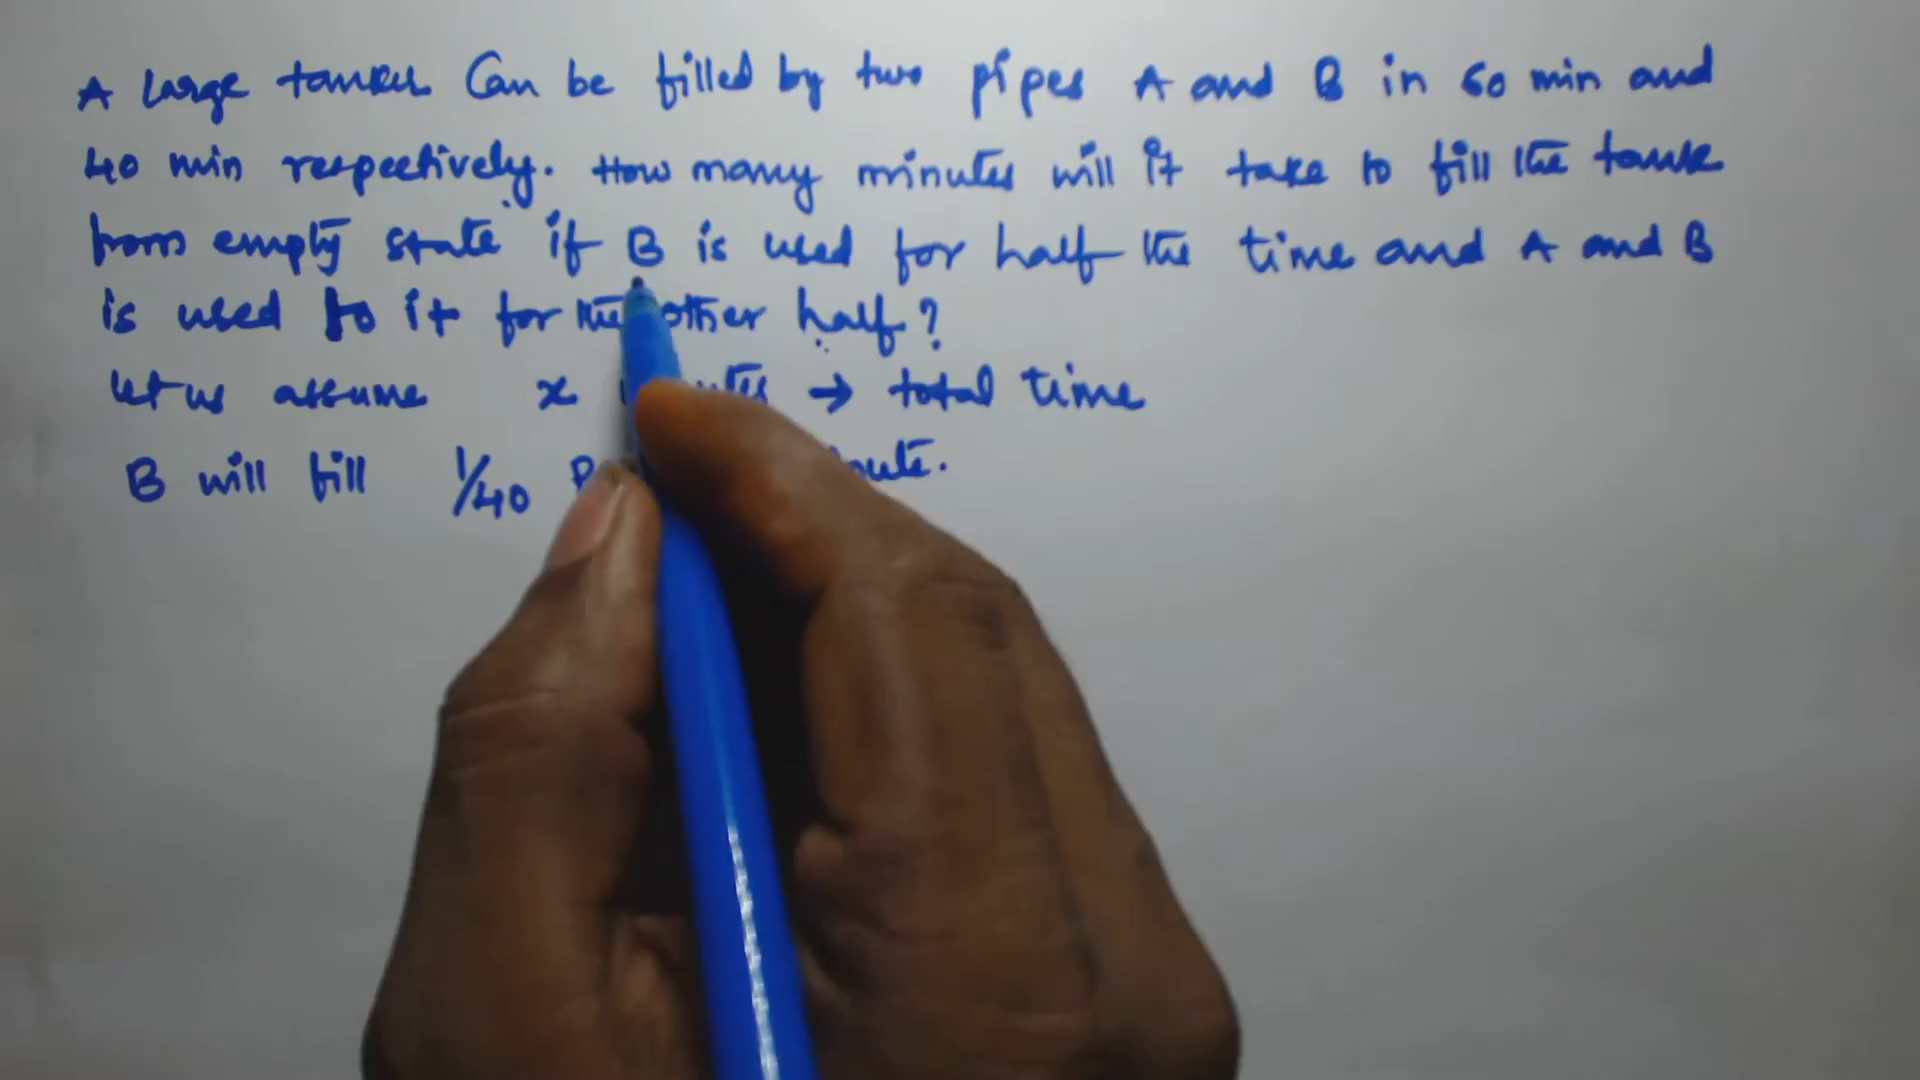 A large tanker Can be filled by two pipes A and B in 60 min and
40 min respectively. How many minutes will it take to fill the tank
from empty state if B is used for half the time and A and B
is used to it for the other half?
let us assume x → total time
B will fill 1/40